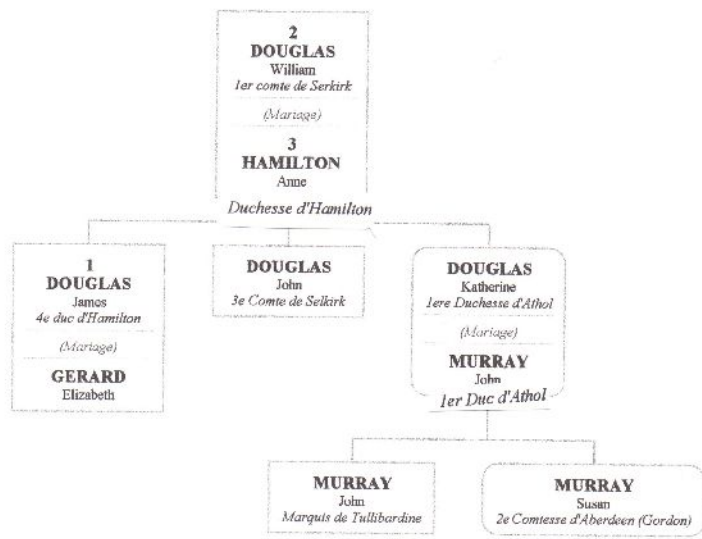 2
DOUGLAS
William
1er comte de Serkirk
(Mariage)
3
HAMILTON
Anne
Duchesse d'Hamilton
1
DOUGLAS
James
4e duc d'Hamilton
(Mariage)
GERARD
Elizabeth
DOUGLAS
John
3e Comte de Selkirk
DOUGLAS
Katherine
1ere Duchesse d'Athol
(Mariage)
MURRAY
John
1er Duc d'Athol
MURRAY
John
Marquis de Tullibardine
MURRAY
Susan
2e Comtesse d'Aberdeen (Gordon)